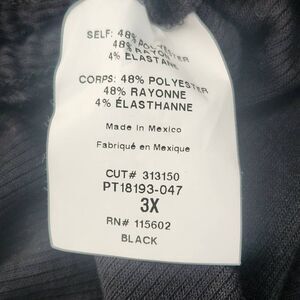 SELF: 48% POLYESTER
48% RAYON
4% ELASTANE
CORPS: 48% POLYESTER
48% RAYONNE
4% ÉLASTHANNE
Made in Mexico
Fabriqué en Mexique
CUT# 313150
PT18193-047
3X
RN# 115602
BLACK